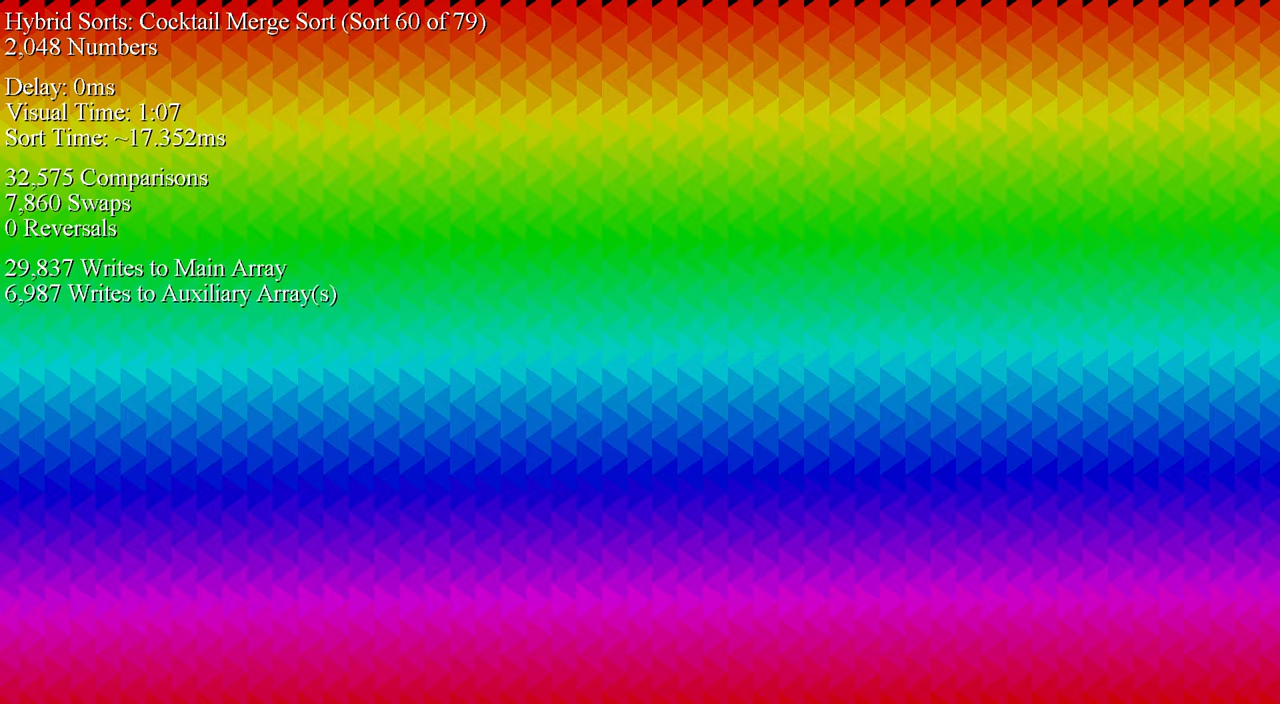 Hybrid Sorts: Cocktail Merge Sort (Sort 60 of 79)
2,048 Numbers
Delay: 0ms
Visual Time: 1:07
Sort Time: ~17.352ms
32,575 Comparisons
7,860 Swaps
0 Reversals
29,837 Writes to Main Array
6,987 Writes to Auxiliary Array(s)